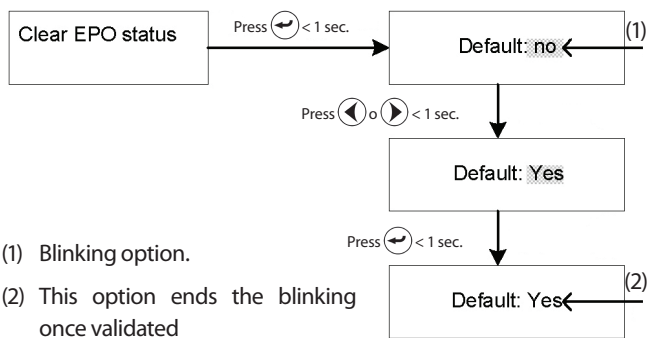 Clear EPO status
Press < 1 sec.
Default: no
(1)
Press o < 1 sec.
Default: Yes
Press < 1 sec.
Default: Yes
(2)
(1) Blinking option.
(2) This option ends the blinking
once validated